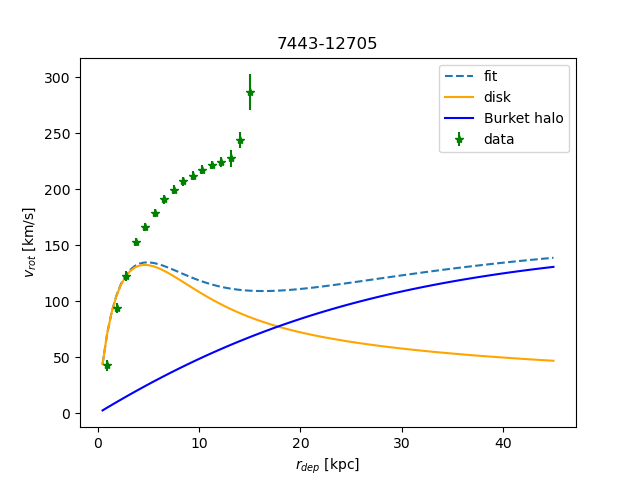 7443-12705
300
250
200
150
100
50
0
v_rot [km/s]
0 10 20 30 40
r_dep [kpc]
fit
disk
Burket halo
data